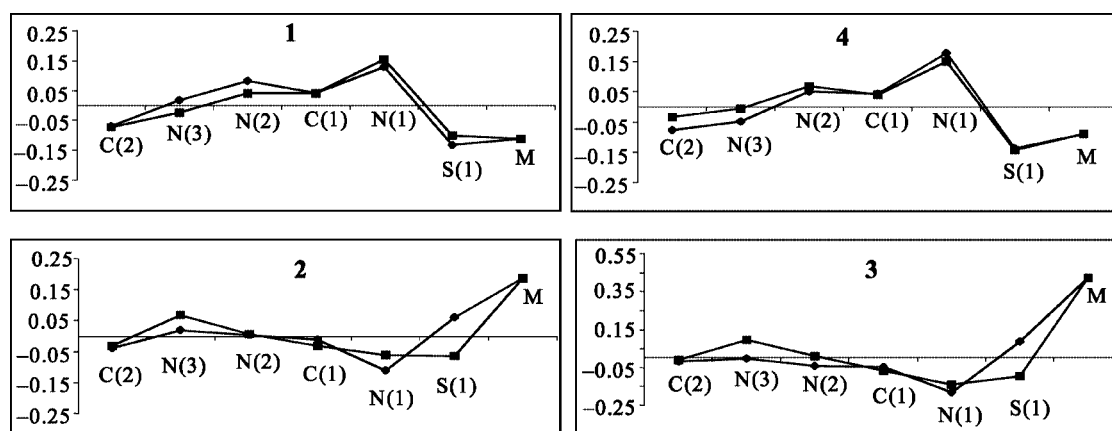 1
0.25
0.15
0.05
–0.05
–0.15
–0.25
C(2)
N(3)
N(2)
C(1)
N(1)
S(1)
M
4
0.25
0.15
0.05
–0.05
–0.15
–0.25
C(2)
N(3)
N(2)
C(1)
N(1)
S(1)
M
2
0.25
0.15
0.05
–0.05
–0.15
–0.25
C(2)
N(3)
N(2)
C(1)
N(1)
S(1)
M
3
0.55
0.35
0.15
–0.05
–0.25
C(2)
N(3)
N(2)
C(1)
N(1)
S(1)
M